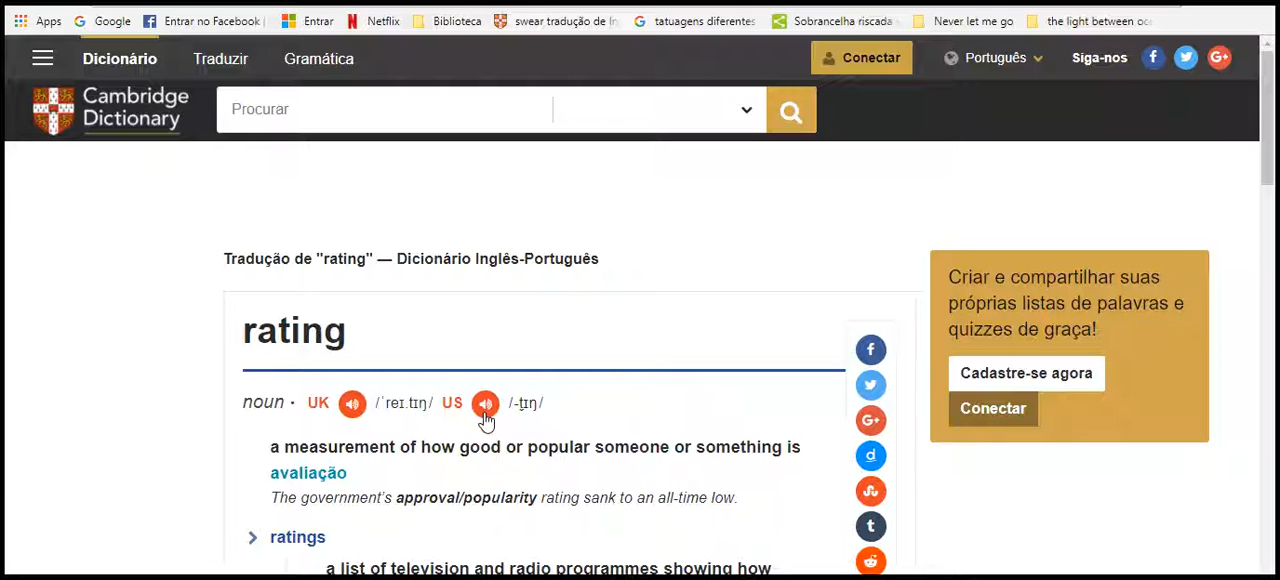 Apps Google Entrar no Facebook Entrar Netflix Biblioteca swear tradução de In tatuagens diferentes Sobrancelha riscada Never let me go the light between oce
Dicionário Traduzir Gramática Conectar Português Siga-nos
Cambridge
Dictionary
Procurar
Tradução de "rating" — Dicionário Inglês-Português
Criar e compartilhar suas
próprias listas de palavras e
quizzes de graça!
Cadastre-se agora
Conectar
rating
noun · UK /ˈreɪ.tɪŋ/ US /-t̬ɪŋ/
a measurement of how good or popular someone or something is
avaliação
The government's approval/popularity rating sank to an all-time low.
ratings
a list of television and radio programmes showing how